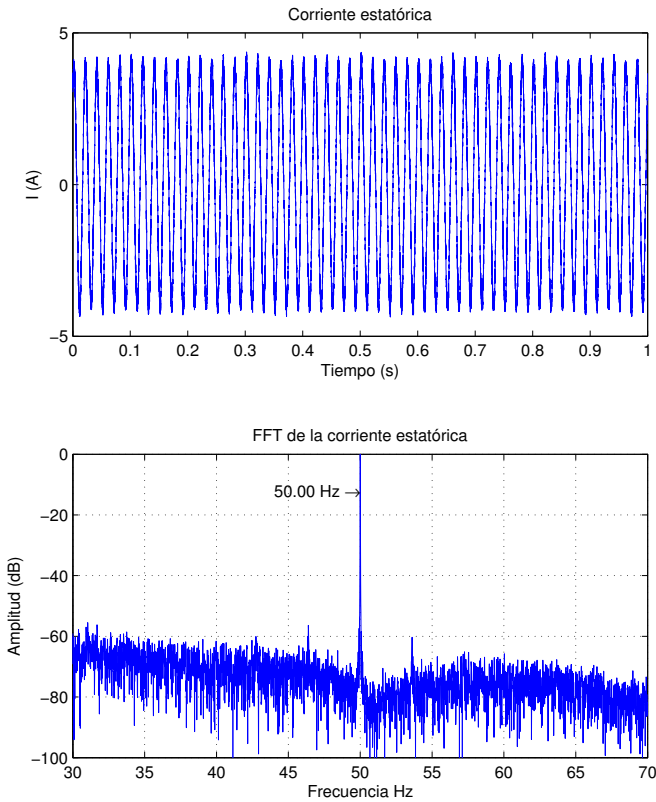 Corriente estatórica
I (A)
5
0
−5
0 0.1 0.2 0.3 0.4 0.5 0.6 0.7 0.8 0.9 1
Tiempo (s)
FFT de la corriente estatórica
Amplitud (dB)
0
−20
−40
−60
−80
−100
50.00 Hz →
30 35 40 45 50 55 60 65 70
Frecuencia Hz